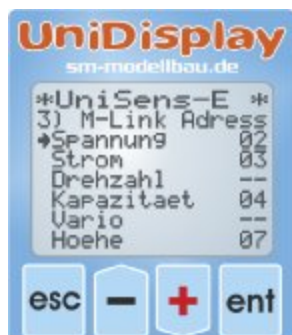 UniDisplay
sm-modellbau.de
*UniSens-E *
3) M-Link Adress
→Spannung 02
Strom 03
Drehzahl --
Kapazitaet 04
Vario --
Hoehe 07
esc - + ent